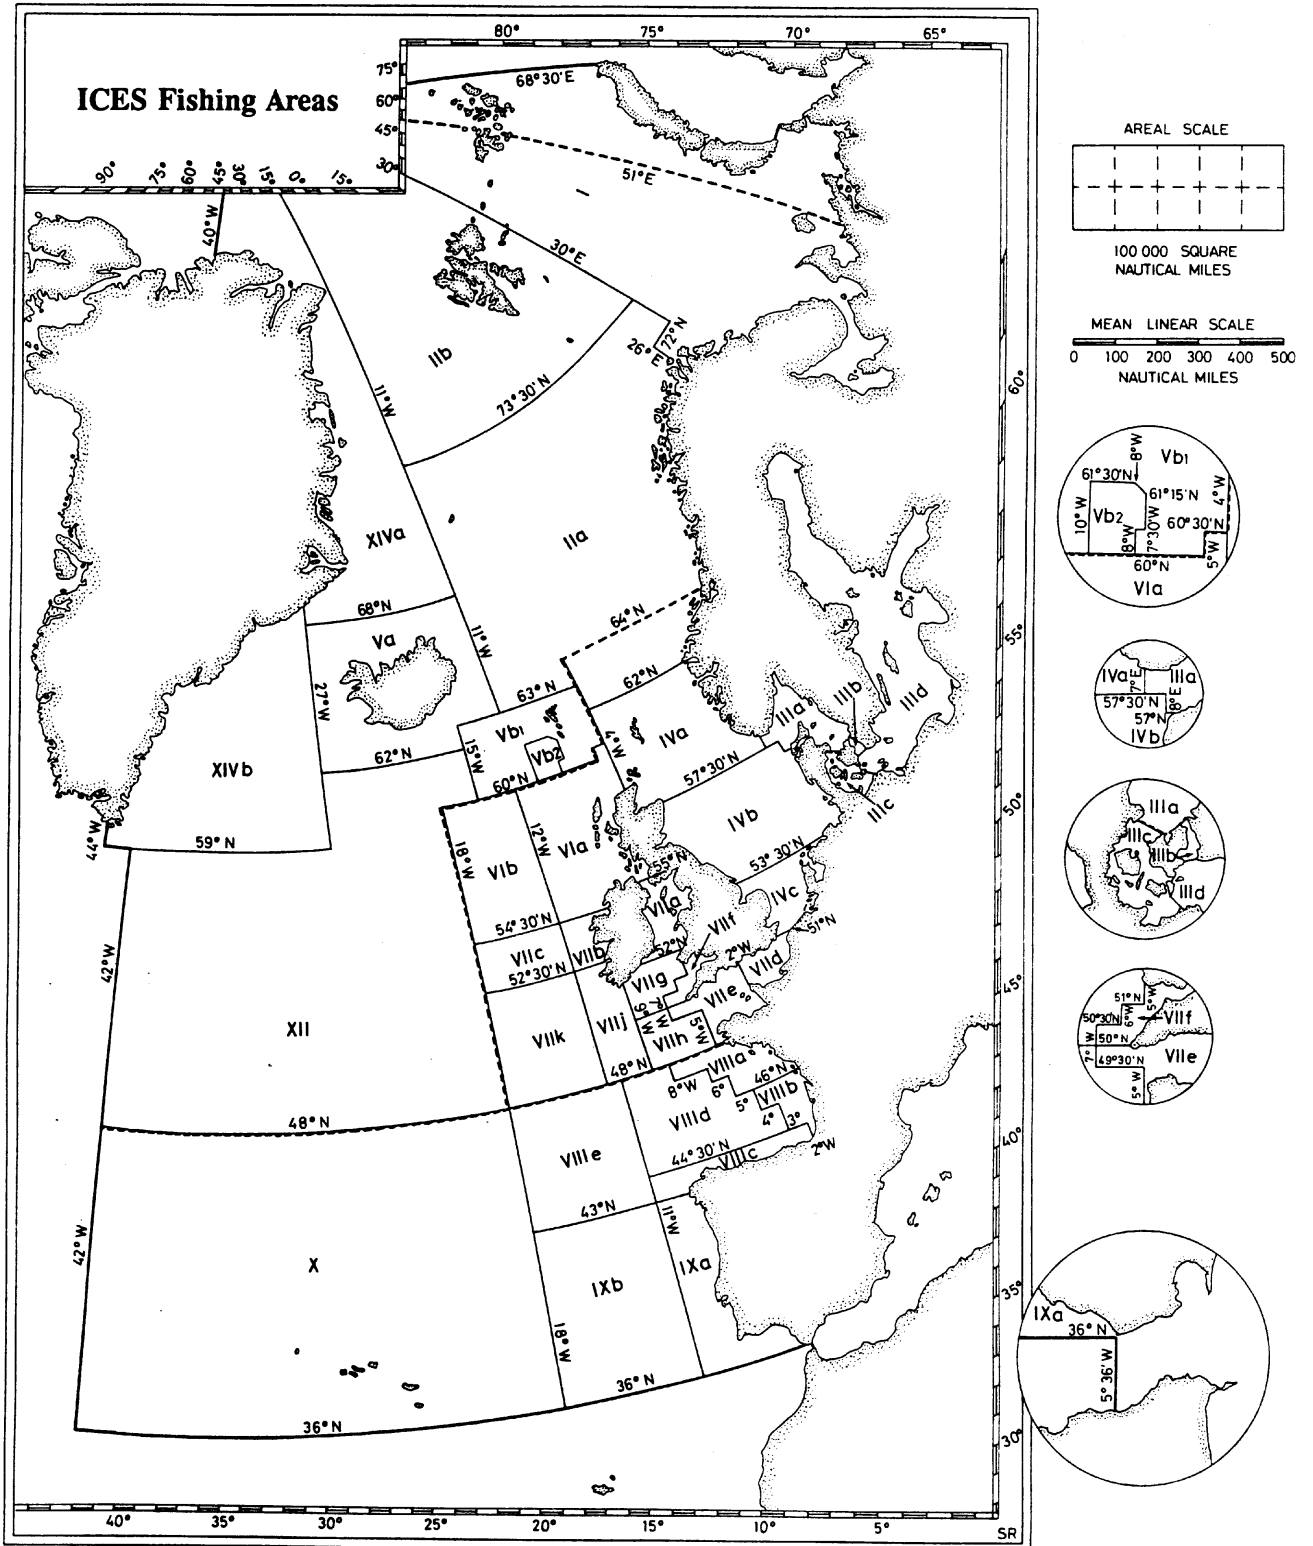 ICES Fishing Areas
80°
75°
70°
65°
75°
60°
45°
30°
90°
75°
60°
45°
30°
15°
0°
15°
68°30'E
51°E
40°W
30°E
72°N
26°E
IIb
11°W
73°30'N
60°
XIVa
IIa
68°N
64°N
55°
Va
11°W
62°N
63°N
27°W
IIIb
IIId
IIIa
Vb1
4°W
IVa
Vb2
15°W
62°N
XIVb
57°30'N
60°N
50°
IIIc
IVb
44°W
59°N
12°W
VIa
18°W
VIb
53°30'N
55°N
IVc
VIIa
54°30'N
VIIf
51°N
VIIc
VIIb
52°N
2°W
VIId
52°30'N
42°W
VIIg
VIIe
45°
XII
VIIk
VIIj
9°W
7°W
5°W
VIIh
48°N
VIIIa
46°N
8°W
6°
5°
VIIIb
48°N
VIIId
4°
3°
40°
44°30'N
2°W
VIIIe
VIIIc
43°N
11°W
42°W
X
IXa
IXb
35°
18°W
36°N
36°N
30°
40°
35°
30°
25°
20°
15°
10°
5°
SR
AREAL SCALE
100 000 SQUARE
NAUTICAL MILES
MEAN LINEAR SCALE
0 100 200 300 400 500
NAUTICAL MILES
8°W
Vb1
61°30'N
61°15'N
4°W
10°W
Vb2
60°30'N
8°W
7°30'W
5°W
60°N
VIa
IVa
7°E
IIIa
57°30'N
8°E
57°N
IVb
IIIa
IIIc
IIIb
IIId
51°N
5°W
50°30'N
6°W
VIIf
50°N
7°W
49°30'N
VIIe
5°W
IXa
36°N
5°36'W